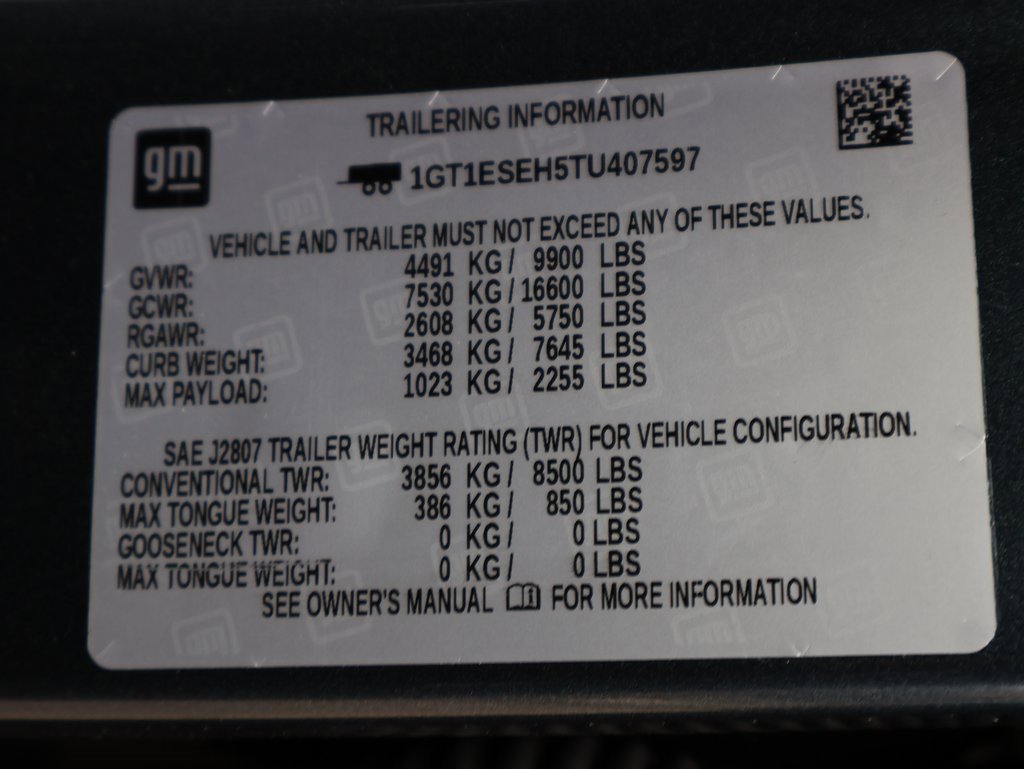 gm
TRAILERING INFORMATION
1GT1ESEH5TU407597
VEHICLE AND TRAILER MUST NOT EXCEED ANY OF THESE VALUES.
GVWR: 4491 KG / 9900 LBS
GCWR: 7530 KG / 16600 LBS
RGAWR: 2608 KG / 5750 LBS
CURB WEIGHT: 3468 KG / 7645 LBS
MAX PAYLOAD: 1023 KG / 2255 LBS
SAE J2807 TRAILER WEIGHT RATING (TWR) FOR VEHICLE CONFIGURATION.
CONVENTIONAL TWR: 3856 KG / 8500 LBS
MAX TONGUE WEIGHT: 386 KG / 850 LBS
GOOSENECK TWR: 0 KG / 0 LBS
MAX TONGUE WEIGHT: 0 KG / 0 LBS
SEE OWNER'S MANUAL FOR MORE INFORMATION